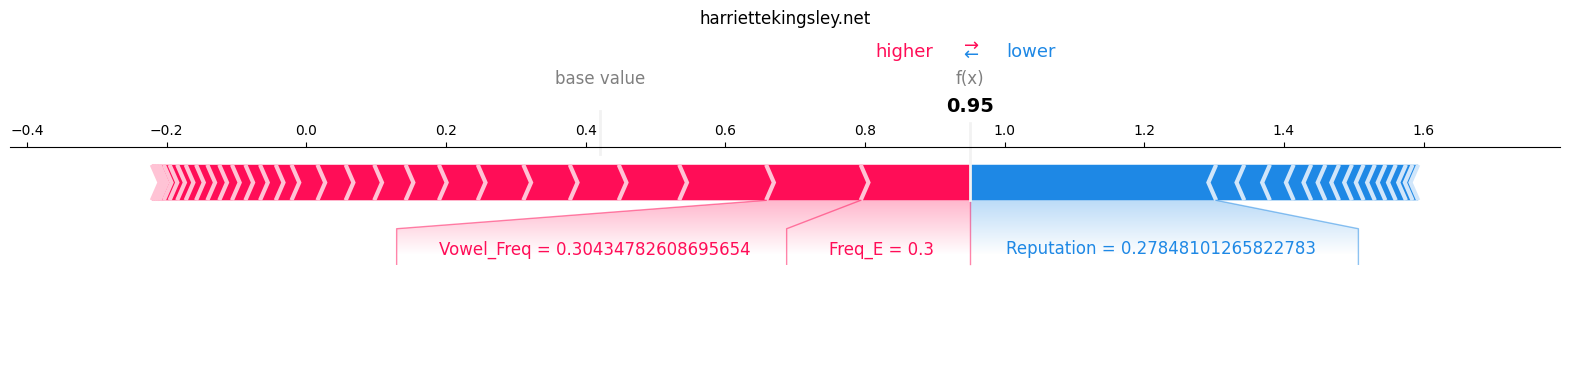 harriettekingsley.net
higher ⇄ lower
base value f(x)
0.95
−0.4 −0.2 0.0 0.2 0.4 0.6 0.8 1.0 1.2 1.4 1.6
Vowel_Freq = 0.30434782608695654 Freq_E = 0.3 Reputation = 0.27848101265822783